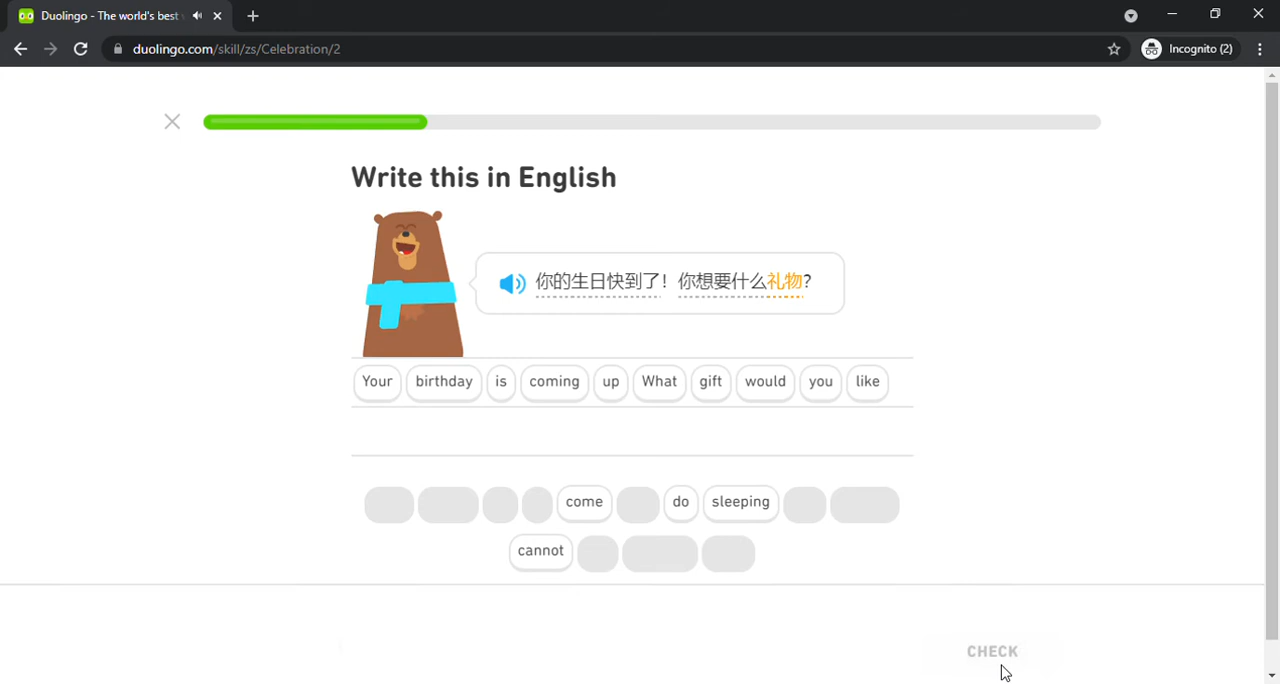 Duolingo - The world's best
duolingo.com/skill/zs/Celebration/2
Incognito (2)
Write this in English
你的生日快到了！你想要什么礼物？
Your birthday is coming up What gift would you like
come do sleeping
cannot
CHECK